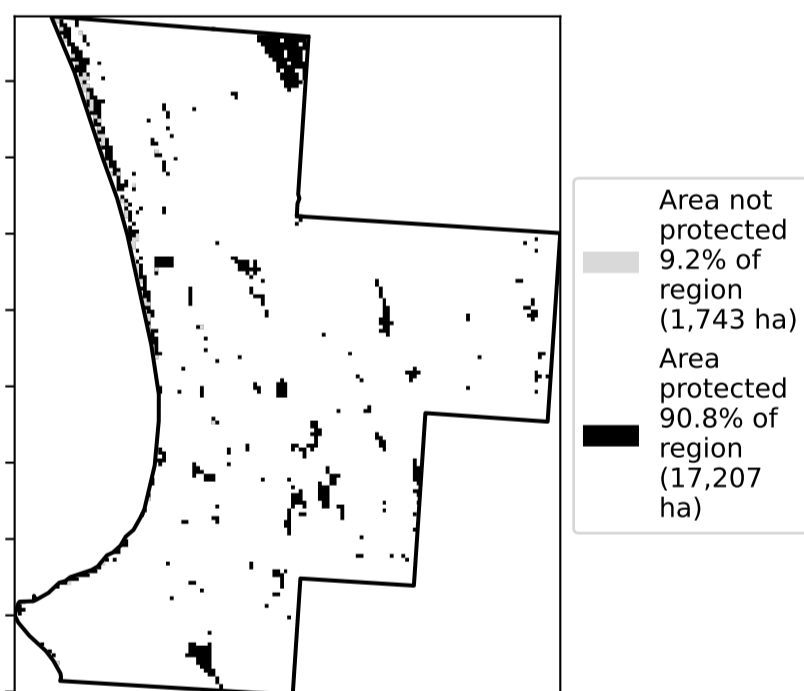 Area not
protected
9.2% of
region
(1,743 ha)
Area
protected
90.8% of
region
(17,207
ha)